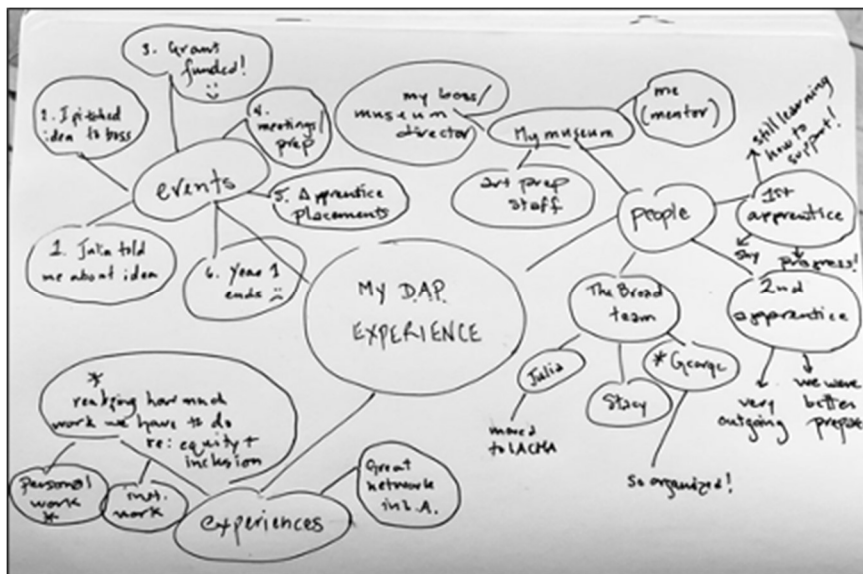 MY D.A.P.
EXPERIENCE
events
1. Julia told
me about idea
2. I pitched
idea to boss
3. Grant
funded!
4.
meetings/
prep
5. Apprentice
placements
6. Year 1
ends
people
My museum
my boss/
museum
director
me
(mentor)
art prep
staff
1st
apprentice
still learning
how to
support!
shy
progress!
2nd
apprentice
very
outgoing
we were
better
The Broad
team
Julia
moved
to LACMA
Stacy
* George
so organized!
experiences
*
realizing how much
work we have to do
re: equity +
inclusion
personal
work
*
inst.
work
Great
network
in L.A.